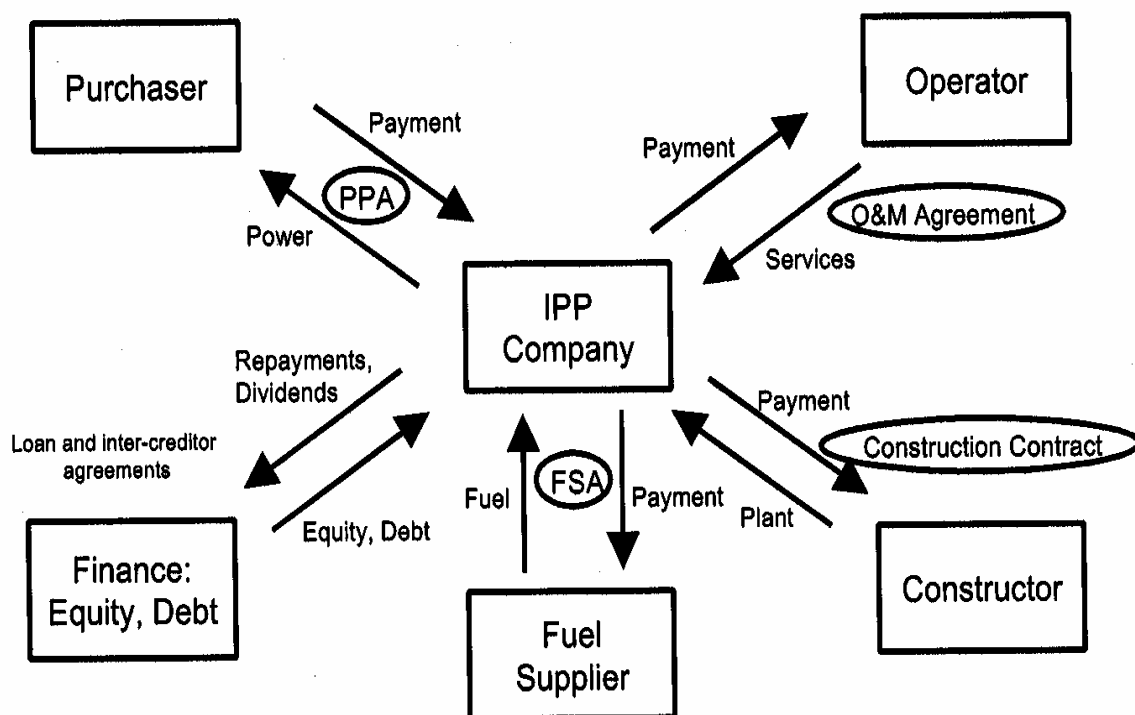 Purchaser
Operator
Payment
Payment
PPA
O&M Agreement
Power
Services
IPP
Company
Repayments,
Dividends
Payment
Loan and inter-creditor
agreements
Construction Contract
Fuel
FSA
Payment
Plant
Equity, Debt
Finance:
Equity, Debt
Fuel
Supplier
Constructor